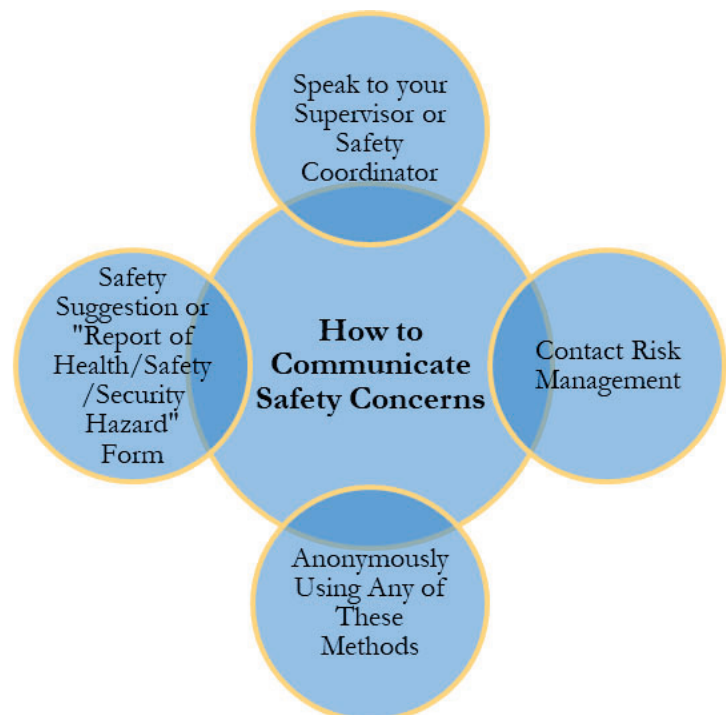 Speak to your
Supervisor or
Safety
Coordinator
Safety
Suggestion or
"Report of
Health/Safety
/Security
Hazard"
Form
How to
Communicate
Safety Concerns
Contact Risk
Management
Anonymously
Using Any of
These
Methods